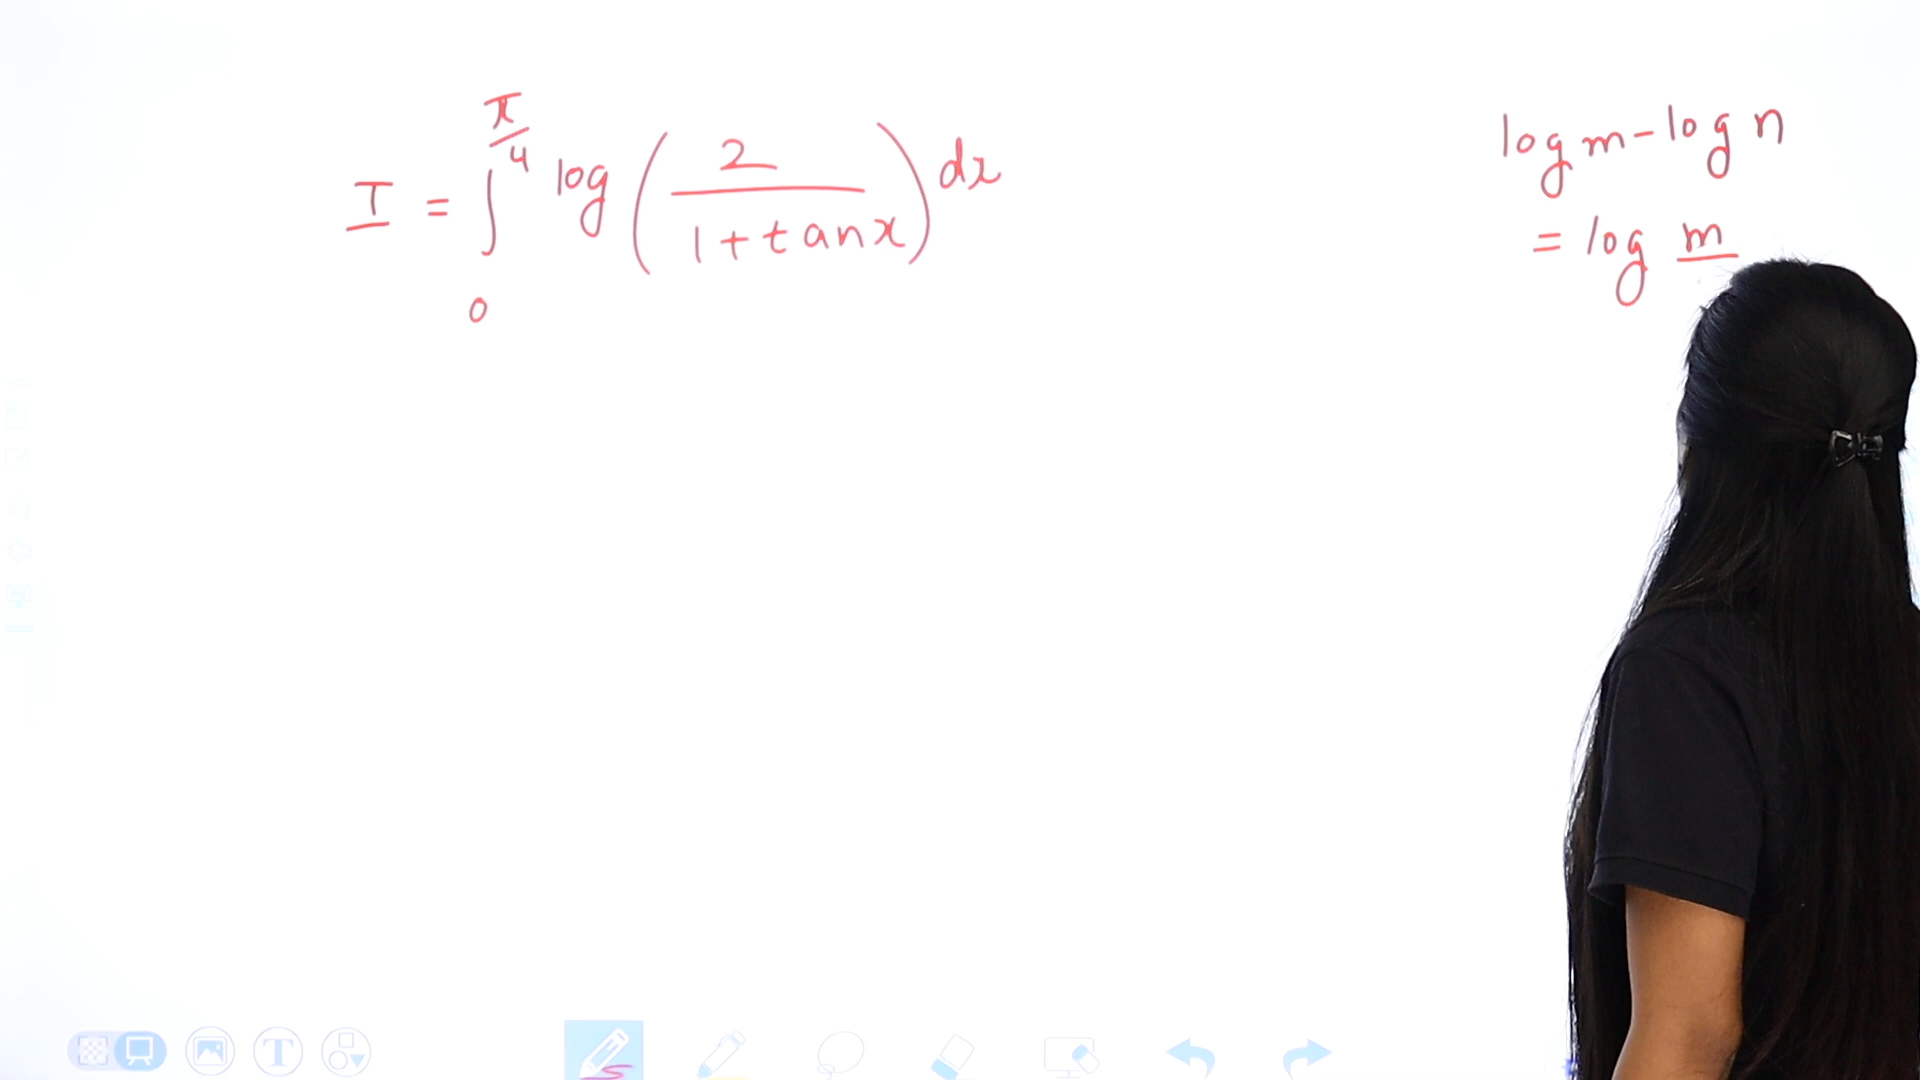 I = ∫₀^{π/4} log(2/(1+tanx)) dx
log m - log n
= log m
T